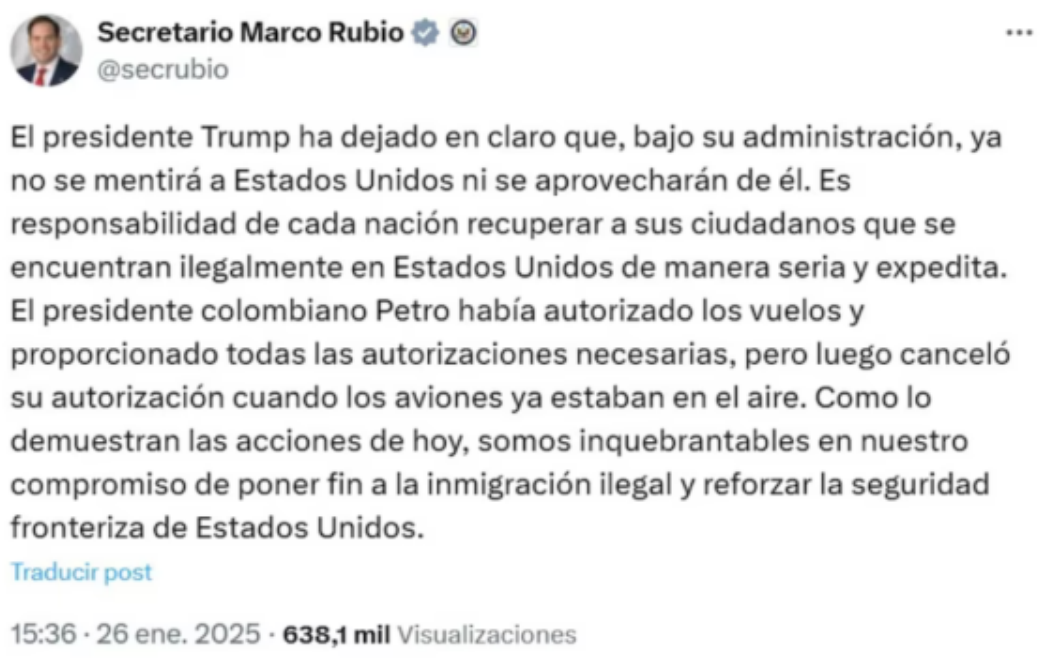 Secretario Marco Rubio
@secrubio
El presidente Trump ha dejado en claro que, bajo su administración, ya
no se mentirá a Estados Unidos ni se aprovecharán de él. Es
responsabilidad de cada nación recuperar a sus ciudadanos que se
encuentran ilegalmente en Estados Unidos de manera seria y expedita.
El presidente colombiano Petro había autorizado los vuelos y
proporcionado todas las autorizaciones necesarias, pero luego canceló
su autorización cuando los aviones ya estaban en el aire. Como lo
demuestran las acciones de hoy, somos inquebrantables en nuestro
compromiso de poner fin a la inmigración ilegal y reforzar la seguridad
fronteriza de Estados Unidos.
Traducir post
15:36 · 26 ene. 2025 · 638,1 mil Visualizaciones